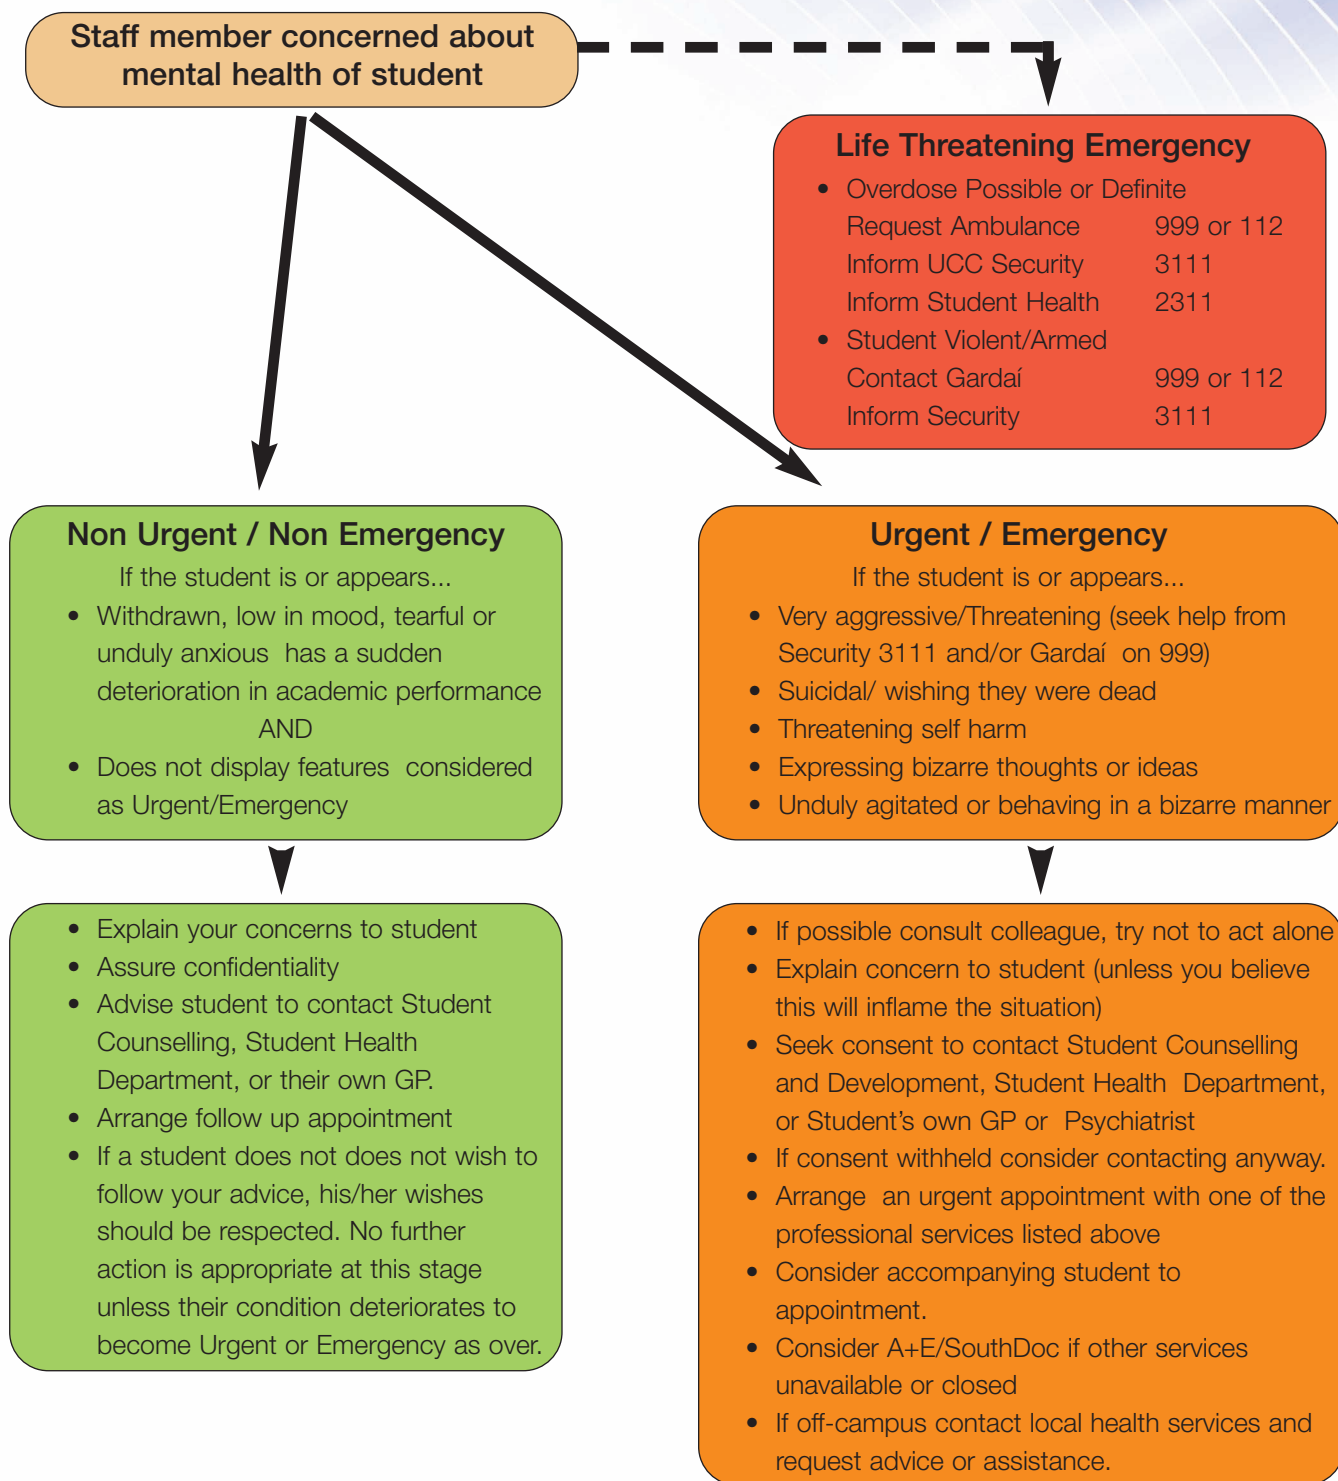 Staff member concerned about
mental health of student
Life Threatening Emergency
• Overdose Possible or Definite
Request Ambulance 999 or 112
Inform UCC Security 3111
Inform Student Health 2311
• Student Violent/Armed
Contact Gardaí 999 or 112
Inform Security 3111
Non Urgent / Non Emergency
If the student is or appears...
• Withdrawn, low in mood, tearful or
unduly anxious has a sudden
deterioration in academic performance
AND
• Does not display features considered
as Urgent/Emergency
Urgent / Emergency
If the student is or appears...
• Very aggressive/Threatening (seek help from
Security 3111 and/or Gardaí on 999)
• Suicidal/ wishing they were dead
• Threatening self harm
• Expressing bizarre thoughts or ideas
• Unduly agitated or behaving in a bizarre manner
• Explain your concerns to student
• Assure confidentiality
• Advise student to contact Student
Counselling, Student Health
Department, or their own GP.
• Arrange follow up appointment
• If a student does not does not wish to
follow your advice, his/her wishes
should be respected. No further
action is appropriate at this stage
unless their condition deteriorates to
become Urgent or Emergency as over.
• If possible consult colleague, try not to act alone
• Explain concern to student (unless you believe
this will inflame the situation)
• Seek consent to contact Student Counselling
and Development, Student Health Department,
or Student's own GP or Psychiatrist
• If consent withheld consider contacting anyway.
• Arrange an urgent appointment with one of the
professional services listed above
• Consider accompanying student to
appointment.
• Consider A+E/SouthDoc if other services
unavailable or closed
• If off-campus contact local health services and
request advice or assistance.